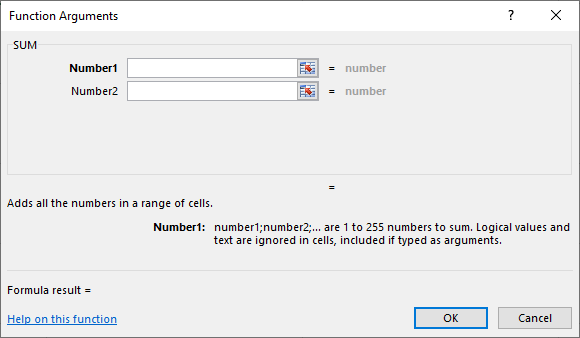 Function Arguments
SUM
Number1 = number
Number2 = number
=
Adds all the numbers in a range of cells.
Number1: number1;number2;... are 1 to 255 numbers to sum. Logical values and
text are ignored in cells, included if typed as arguments.
Formula result =
Help on this function
OK Cancel